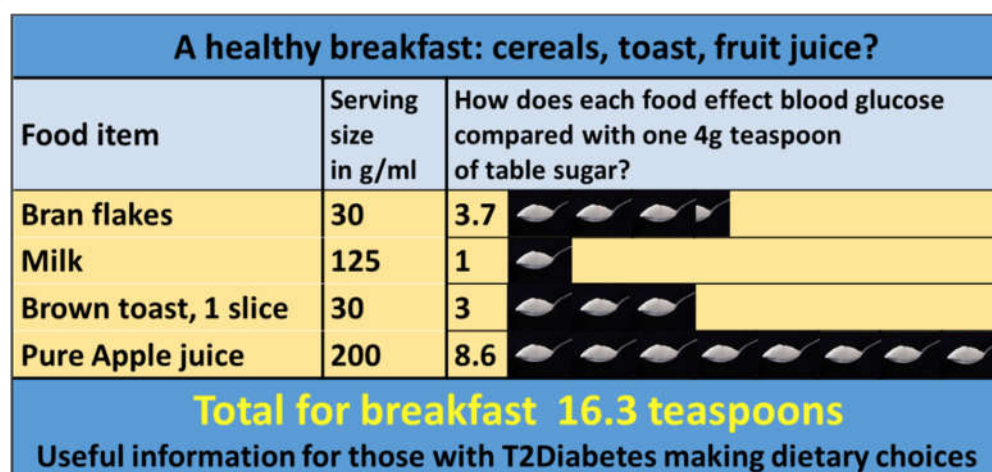 A healthy breakfast: cereals, toast, fruit juice?
Food item
Serving
size
in g/ml
How does each food effect blood glucose
compared with one 4g teaspoon
of table sugar?
Bran flakes 30 3.7
Milk 125 1
Brown toast, 1 slice 30 3
Pure Apple juice 200 8.6
Total for breakfast 16.3 teaspoons
Useful information for those with T2Diabetes making dietary choices